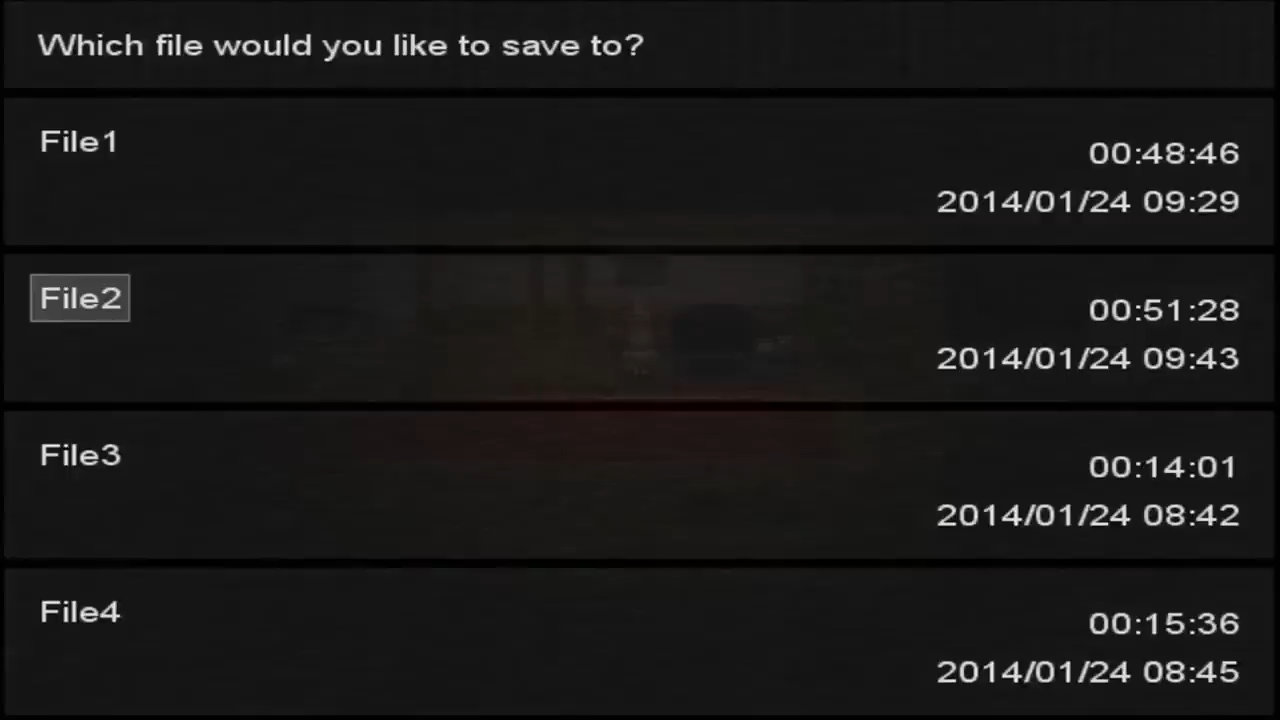 Which file would you like to save to?
File1
00:48:46
2014/01/24 09:29
File2
00:51:28
2014/01/24 09:43
File3
00:14:01
2014/01/24 08:42
File4
00:15:36
2014/01/24 08:45